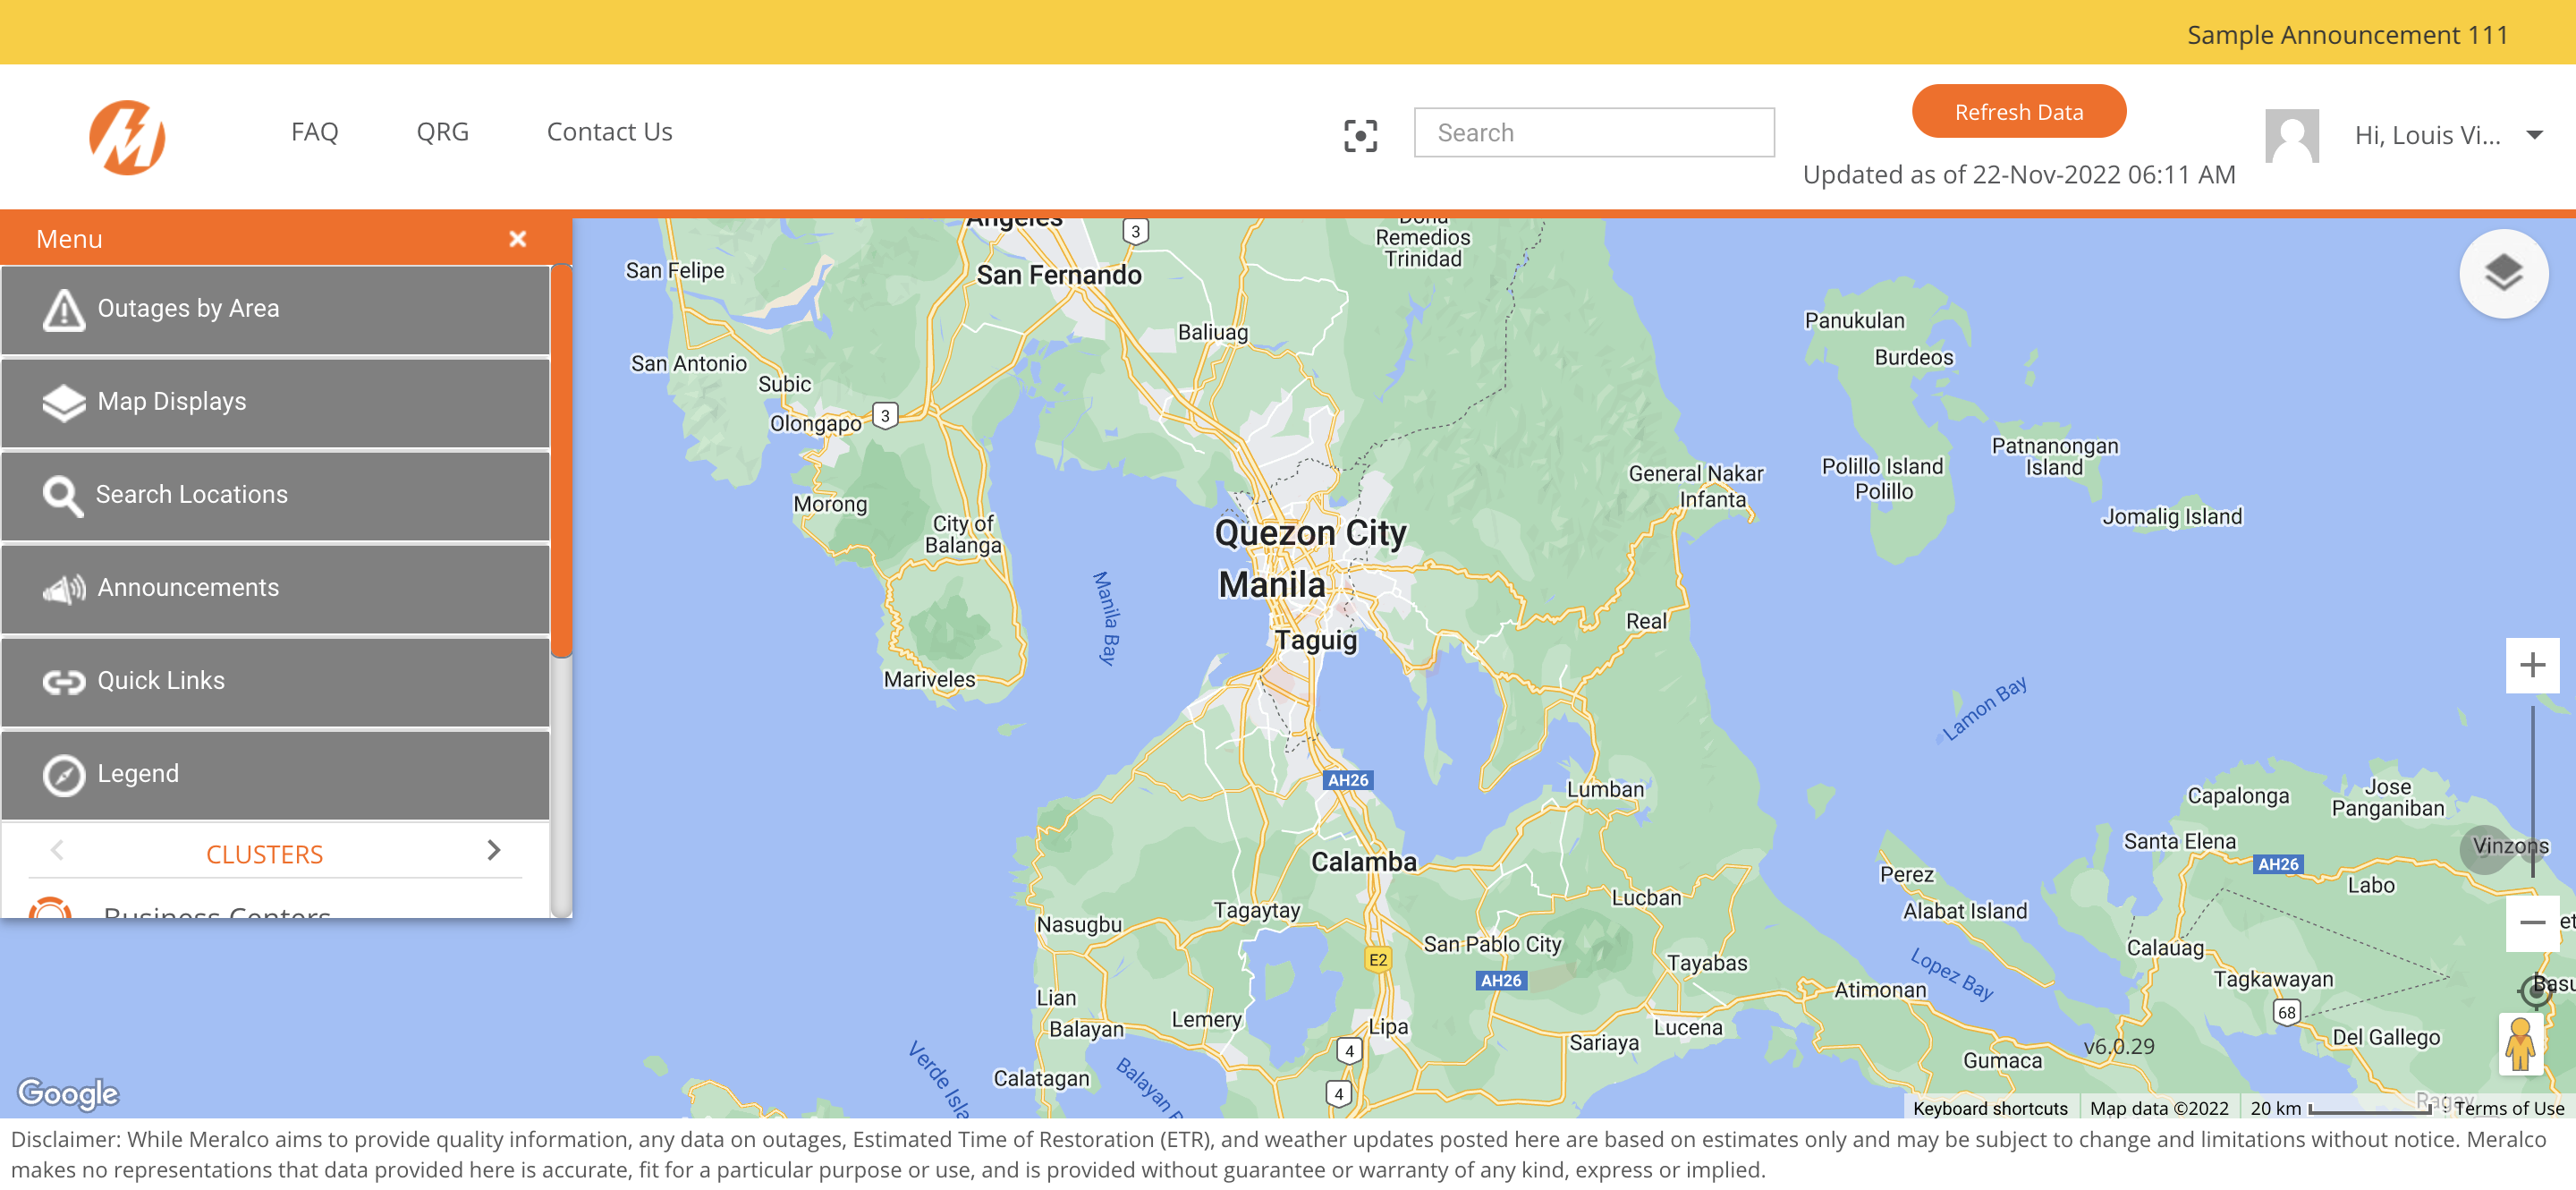 Sample Announcement 111
FAQ
QRG
Contact Us
Search
Refresh Data
Updated as of 22-Nov-2022 06:11 AM
Hi, Louis Vi...
Menu
Outages by Area
Map Displays
Search Locations
Announcements
Quick Links
Legend
CLUSTERS
Business Centers
Angeles
3
San Fernando
Doña
Remedios
Trinidad
San Felipe
Baliuag
San Antonio
Subic
Olongapo
3
Panukulan
Burdeos
Patnanongan
Island
Polillo Island
Polillo
Jomalig Island
General Nakar
Infanta
Morong
City of
Balanga
Quezon City
Manila
Manila Bay
Taguig
Real
Mariveles
Lamon Bay
AH26
Lumban
Capalonga
Jose
Panganiban
Santa Elena
AH26
Vinzons
Labo
Calamba
Perez
Alabat Island
Lucban
Tagaytay
Nasugbu
San Pablo City
E2
AH26
Tayabas
Lopez Bay
Calauag
Tagkawayan
68
Atimonan
Lian
Balayan
Lemery
Lipa
Lucena
Sariaya
Del Gallego
v6.0.29
Gumaca
4
4
Calatagan
Verde Isla
Balayan
Ragay
Google
Keyboard shortcuts
Map data ©2022
20 km
Terms of Use
Disclaimer: While Meralco aims to provide quality information, any data on outages, Estimated Time of Restoration (ETR), and weather updates posted here are based on estimates only and may be subject to change and limitations without notice. Meralco
makes no representations that data provided here is accurate, fit for a particular purpose or use, and is provided without guarantee or warranty of any kind, express or implied.